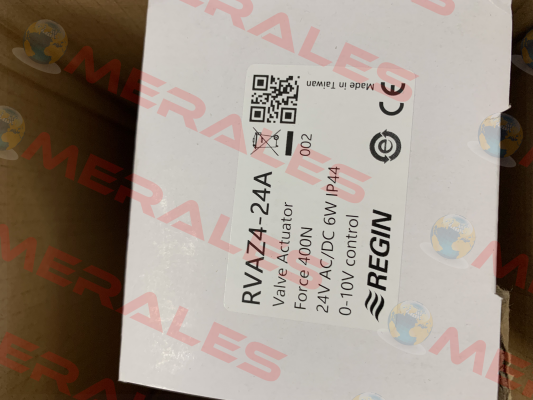 RVAZ4-24A
Valve Actuator
Force 400N
24V AC/DC 6W IP44
0-10V control
REGIN
002
Made in Taiwan
CE
MERALES
MERALES
MERALES
MERALES